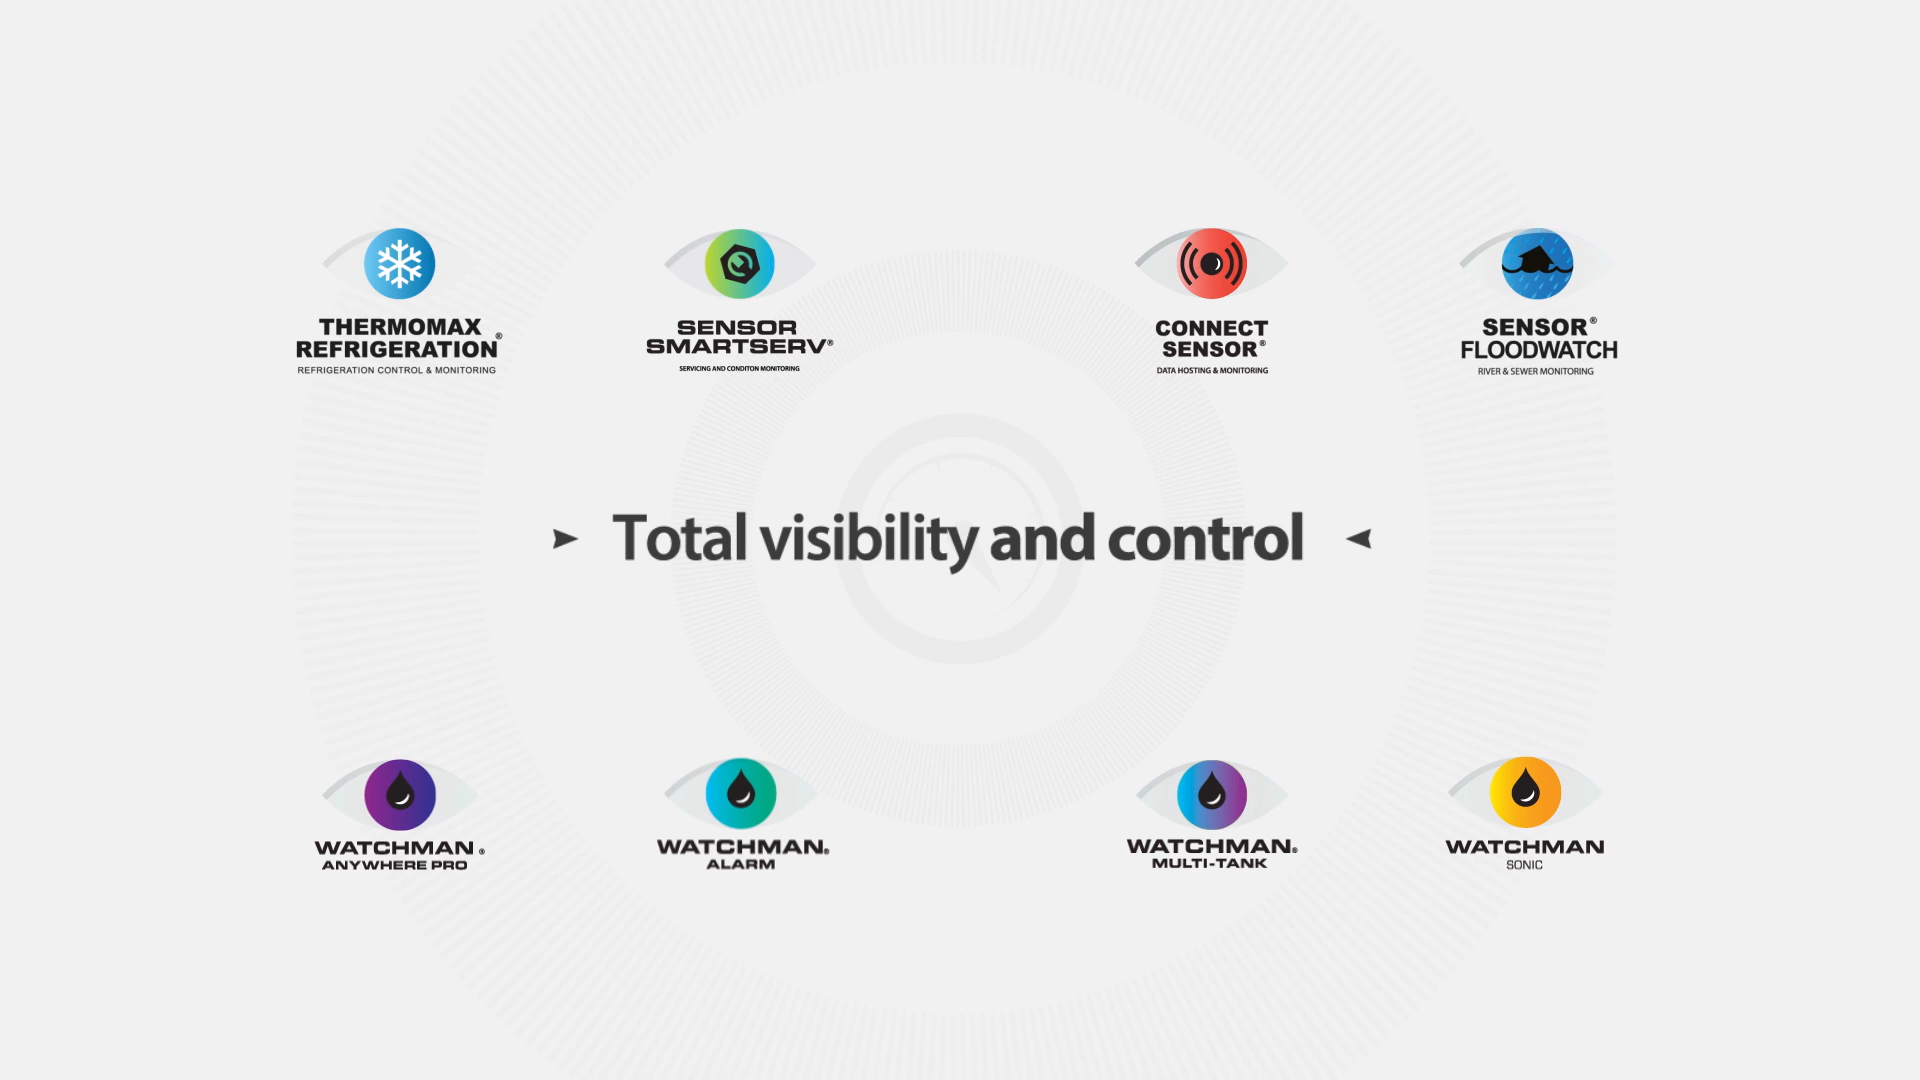 THERMOMAX
REFRIGERATION®
REFRIGERATION CONTROL & MONITORING
SENSOR
SMARTSERV®
SERVICING AND CONDITON MONITORING
CONNECT
SENSOR®
DATA HOSTING & MONITORING
SENSOR®
FLOODWATCH
RIVER & SEWER MONITORING
Total visibility and control
WATCHMAN®
ANYWHERE PRO
WATCHMAN®
ALARM
WATCHMAN®
MULTI-TANK
WATCHMAN
SONIC